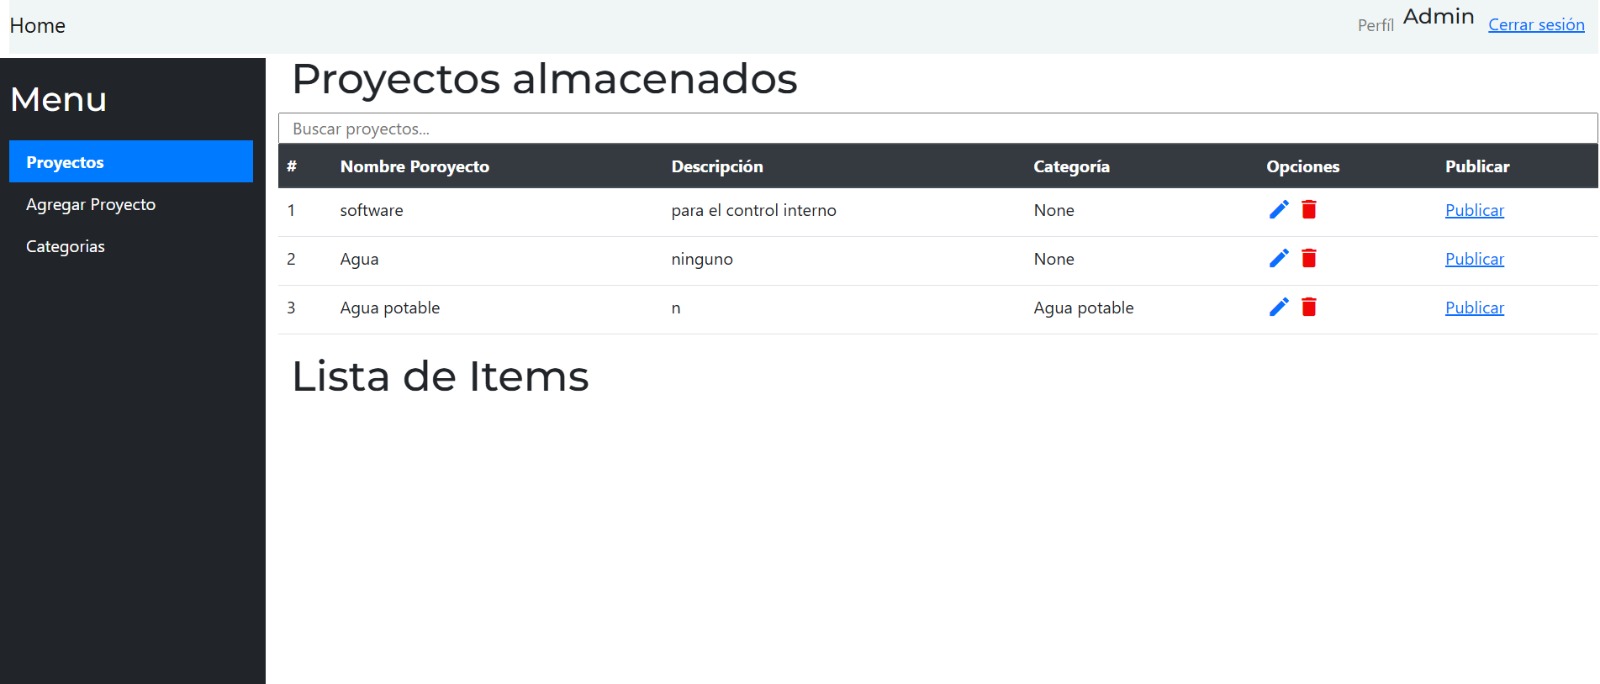 Home
Perfíl Admin Cerrar sesión
Menu
Proyectos
Agregar Proyecto
Categorias
Proyectos almacenados
Buscar proyectos...
# Nombre Poroyecto Descripción Categoría Opciones Publicar
1 software para el control interno None Publicar
2 Agua ninguno None Publicar
3 Agua potable n Agua potable Publicar
Lista de Items